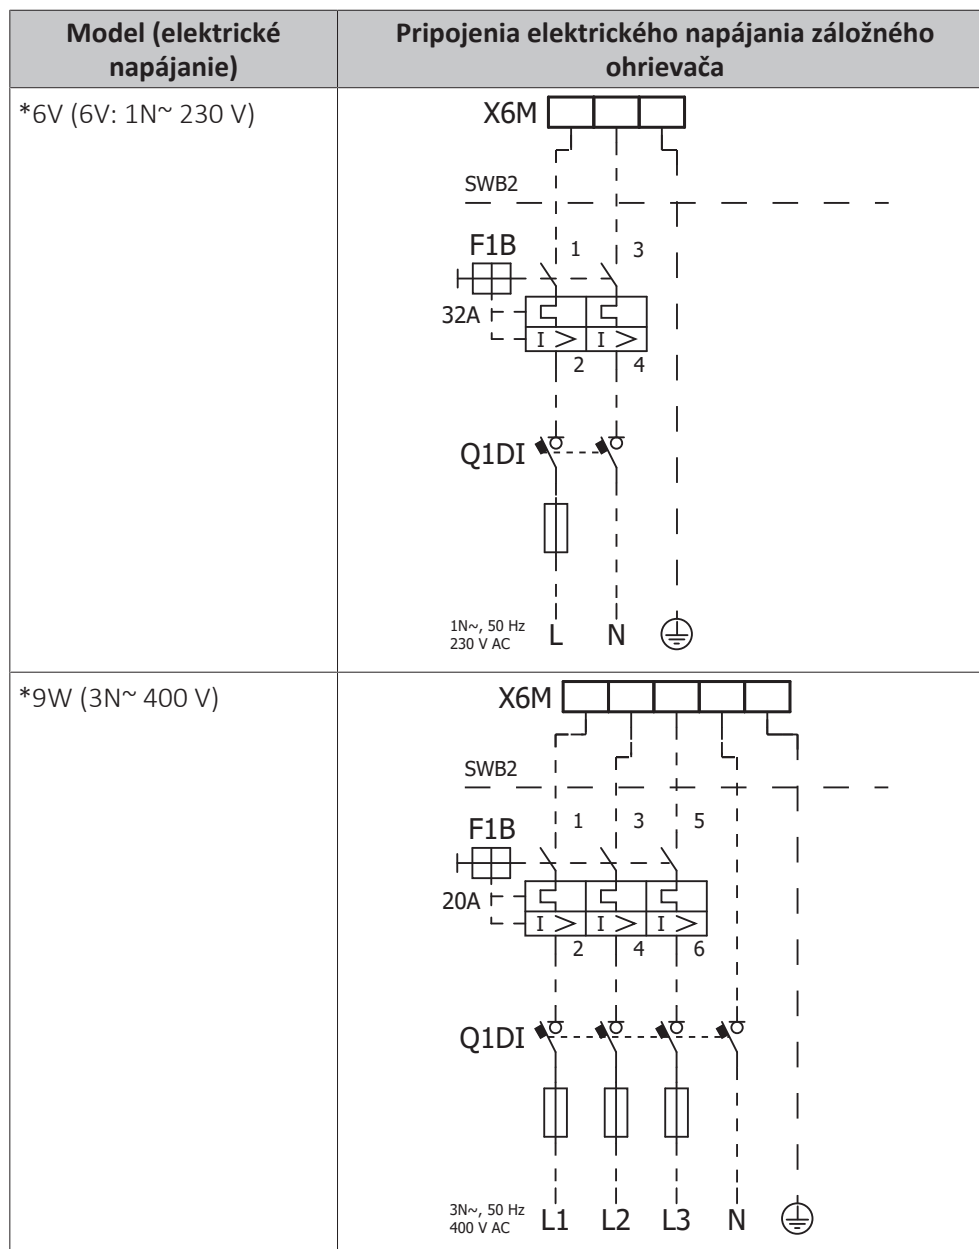 Model (elektrické
napájanie)
Pripojenia elektrického napájania záložného
ohrievača
*6V (6V: 1N~ 230 V)
X6M
SWB2
F1B
1 3
32A
I > I >
2 4
Q1DI
1N~, 50 Hz
230 V AC
L N
*9W (3N~ 400 V)
X6M
SWB2
F1B
1 3 5
20A
I > I > I >
2 4 6
Q1DI
3N~, 50 Hz
400 V AC
L1 L2 L3 N